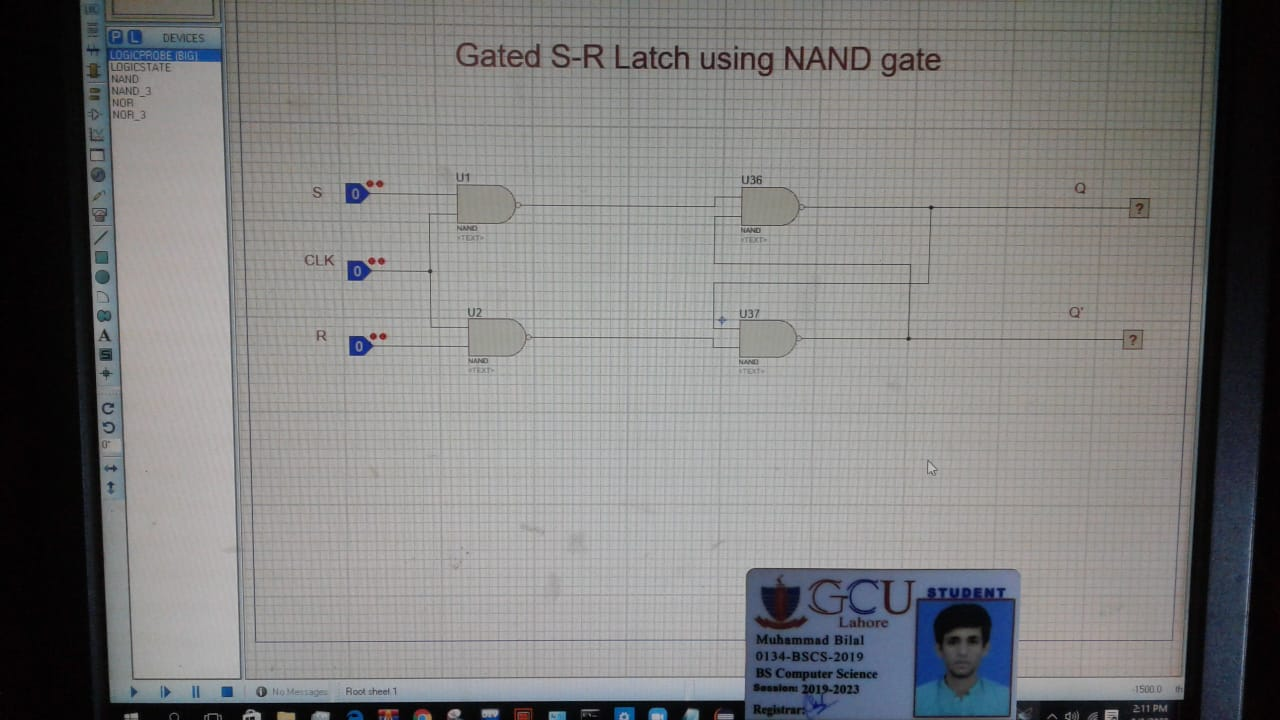 DEVICES
P L
LOGICPROBE (BIG)
LOGICSTATE
NAND
NAND_3
NOR
NOR_3
Gated S-R Latch using NAND gate
U1
S
0
NAND
<TEXT>
U36
NAND
<TEXT>
Q
?
CLK
0
U2
R
0
NAND
<TEXT>
U37
NAND
<TEXT>
Q'
?
A
S
0°
No Messages
Root sheet 1
-1500.0
th
2:11 PM
GCU
Lahore
STUDENT
Muhammad Bilal
0134-BSCS-2019
BS Computer Science
Session: 2019-2023
Registrar: